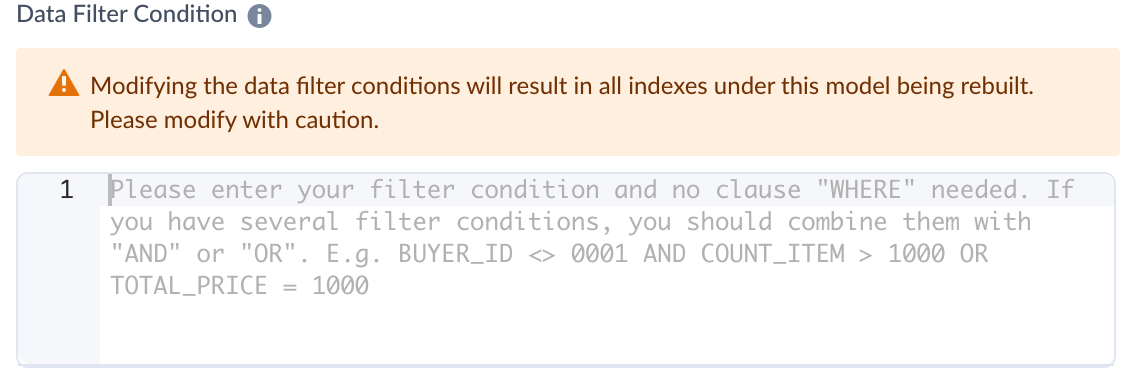 Data Filter Condition
Modifying the data filter conditions will result in all indexes under this model being rebuilt.
Please modify with caution.
1
Please enter your filter condition and no clause "WHERE" needed. If
you have several filter conditions, you should combine them with
"AND" or "OR". E.g. BUYER_ID <> 0001 AND COUNT_ITEM > 1000 OR
TOTAL_PRICE = 1000